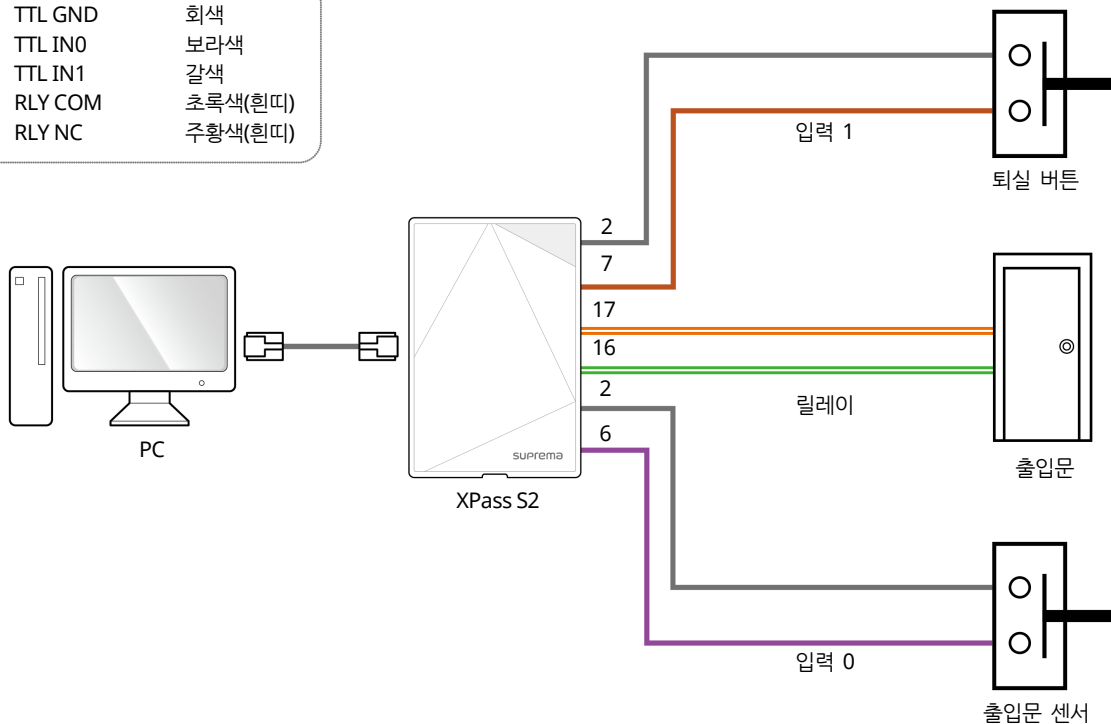 TTL GND 회색
TTL IN0 보라색
TTL IN1 갈색
RLY COM 초록색(흰띠)
RLY NC 주황색(흰띠)
입력 1
퇴실 버튼
2
7
17
16
2
6
릴레이
PC
suprema
XPass S2
출입문
입력 0
출입문 센서